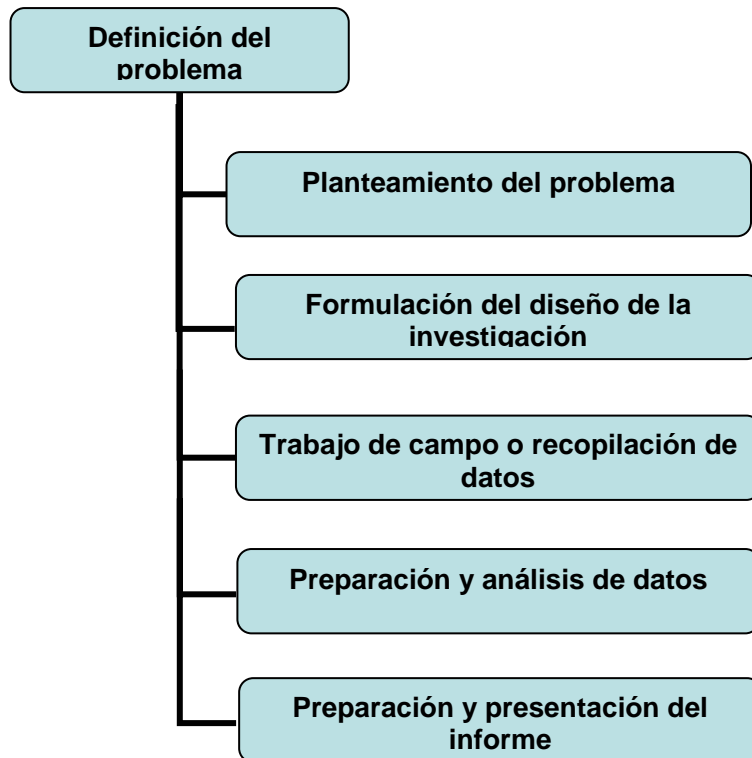 Definición del
problema
Planteamiento del problema
Formulación del diseño de la
investigación
Trabajo de campo o recopilación de
datos
Preparación y análisis de datos
Preparación y presentación del
informe